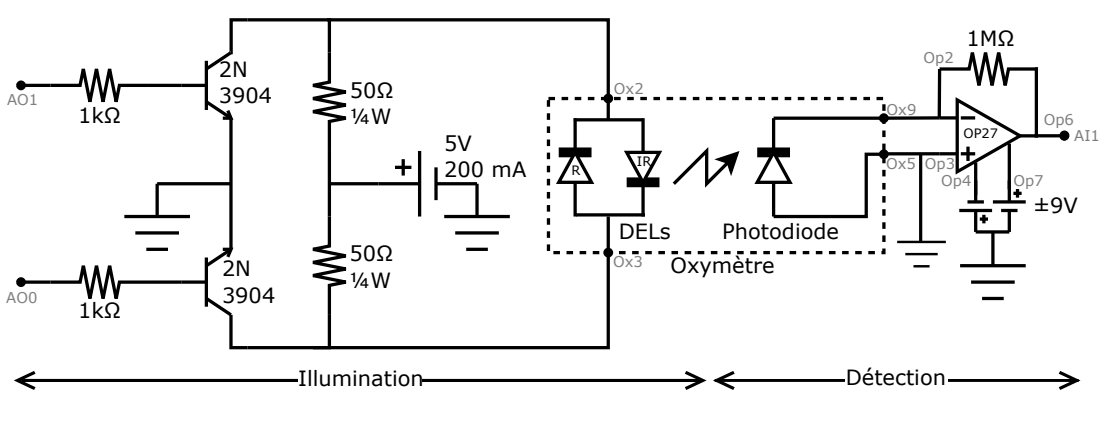 AO1
1kΩ
2N
3904
50Ω
¼W
5V
200 mA
+
AO0
1kΩ
2N
3904
50Ω
¼W
Ox2
R
IR
DELs
Ox3
Photodiode
Oxymètre
Ox9
Ox5
Op2
1MΩ
OP27
Op3
Op6
AI1
Op4
Op7
+
+
±9V
Illumination
Détection